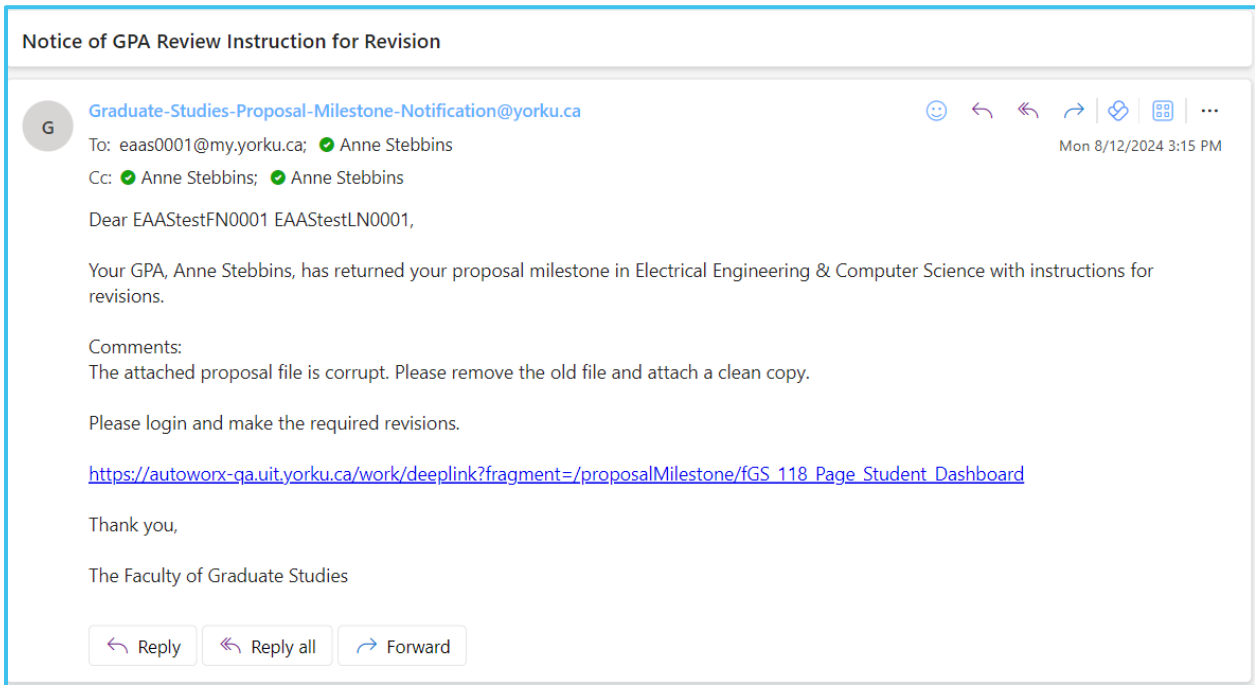 Notice of GPA Review Instruction for Revision
G
Graduate-Studies-Proposal-Milestone-Notification@yorku.ca
To: eaas0001@my.yorku.ca; Anne Stebbins
Mon 8/12/2024 3:15 PM
Cc: Anne Stebbins; Anne Stebbins
Dear EAAStestFN0001 EAAStestLN0001,
Your GPA, Anne Stebbins, has returned your proposal milestone in Electrical Engineering & Computer Science with instructions for
revisions.
Comments:
The attached proposal file is corrupt. Please remove the old file and attach a clean copy.
Please login and make the required revisions.
https://autoworx-qa.uit.yorku.ca/work/deeplink?fragment=/proposalMilestone/fGS_118_Page_Student_Dashboard
Thank you,
The Faculty of Graduate Studies
Reply Reply all Forward